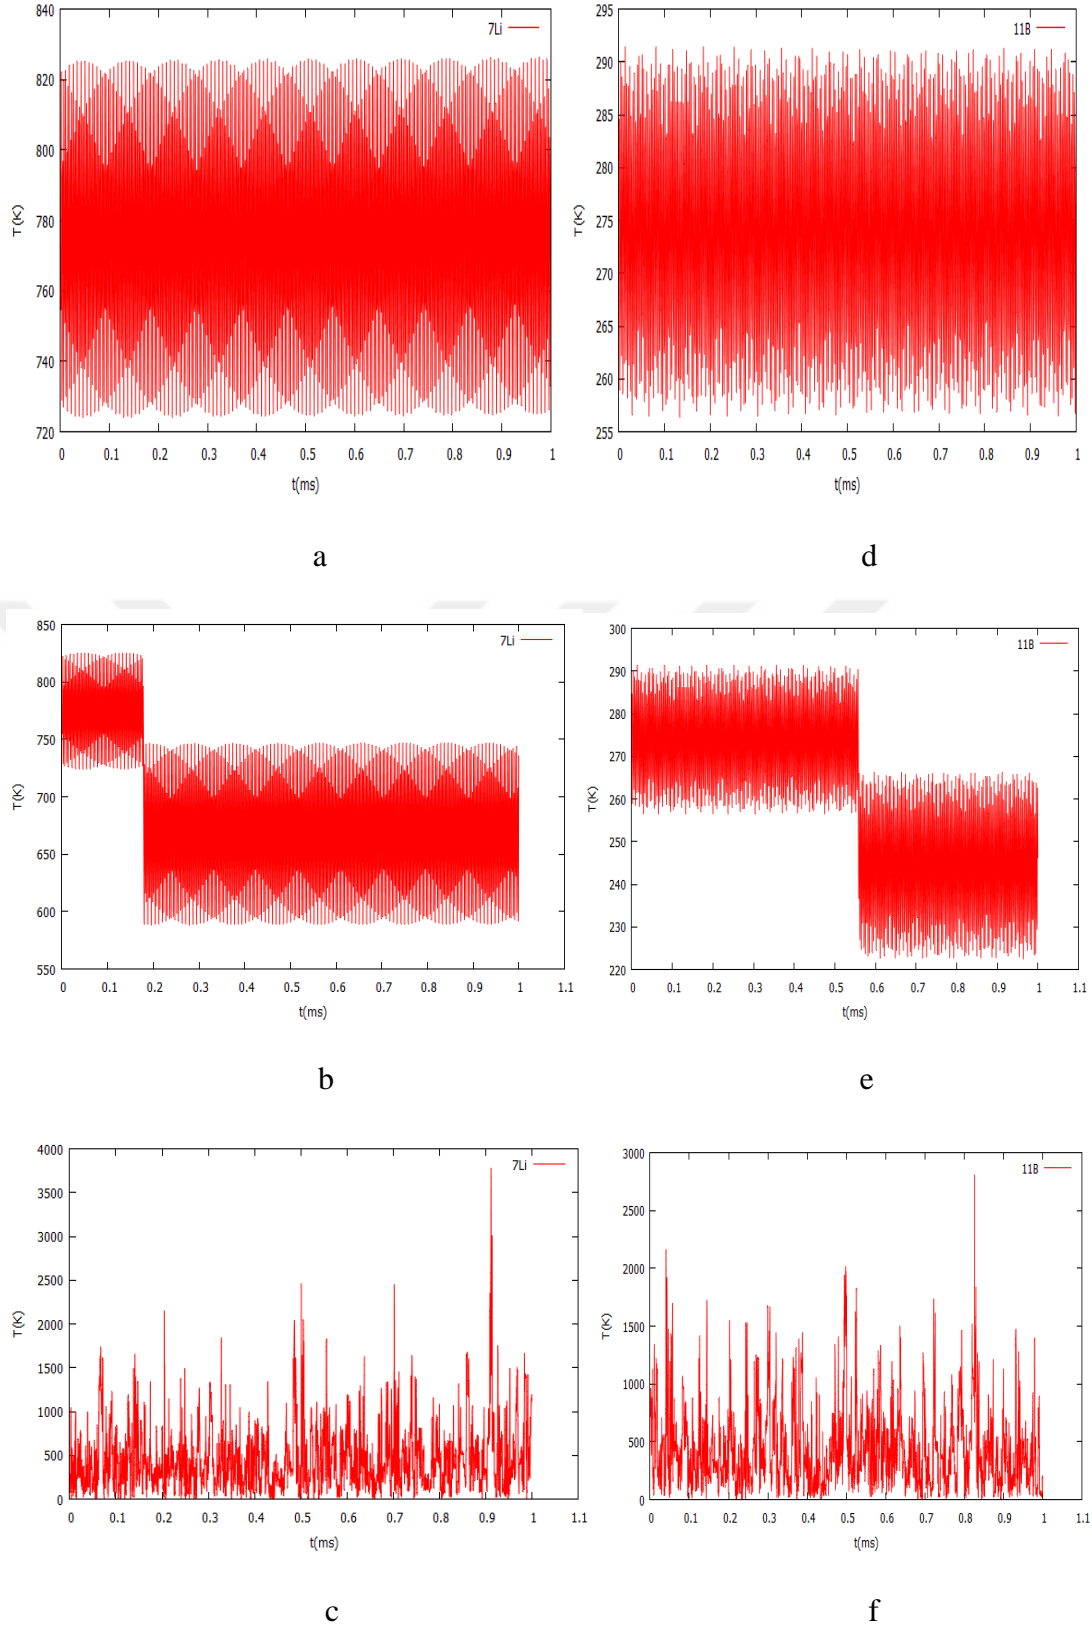 7Li
T(K)
840
820
800
780
760
740
720
0 0.1 0.2 0.3 0.4 0.5 0.6 0.7 0.8 0.9 1
t(ms)
a
11B
T(K)
295
290
285
280
275
270
265
260
255
0 0.1 0.2 0.3 0.4 0.5 0.6 0.7 0.8 0.9 1
t(ms)
d
7Li
T(K)
850
800
750
700
650
600
550
0 0.1 0.2 0.3 0.4 0.5 0.6 0.7 0.8 0.9 1 1.1
t(ms)
b
11B
T(K)
300
290
280
270
260
250
240
230
220
0 0.1 0.2 0.3 0.4 0.5 0.6 0.7 0.8 0.9 1 1.1
t(ms)
e
7Li
T(K)
4000
3500
3000
2500
2000
1500
1000
500
0
0 0.1 0.2 0.3 0.4 0.5 0.6 0.7 0.8 0.9 1 1.1
t(ms)
c
11B
T(K)
3000
2500
2000
1500
1000
500
0
0 0.1 0.2 0.3 0.4 0.5 0.6 0.7 0.8 0.9 1 1.1
t(ms)
f